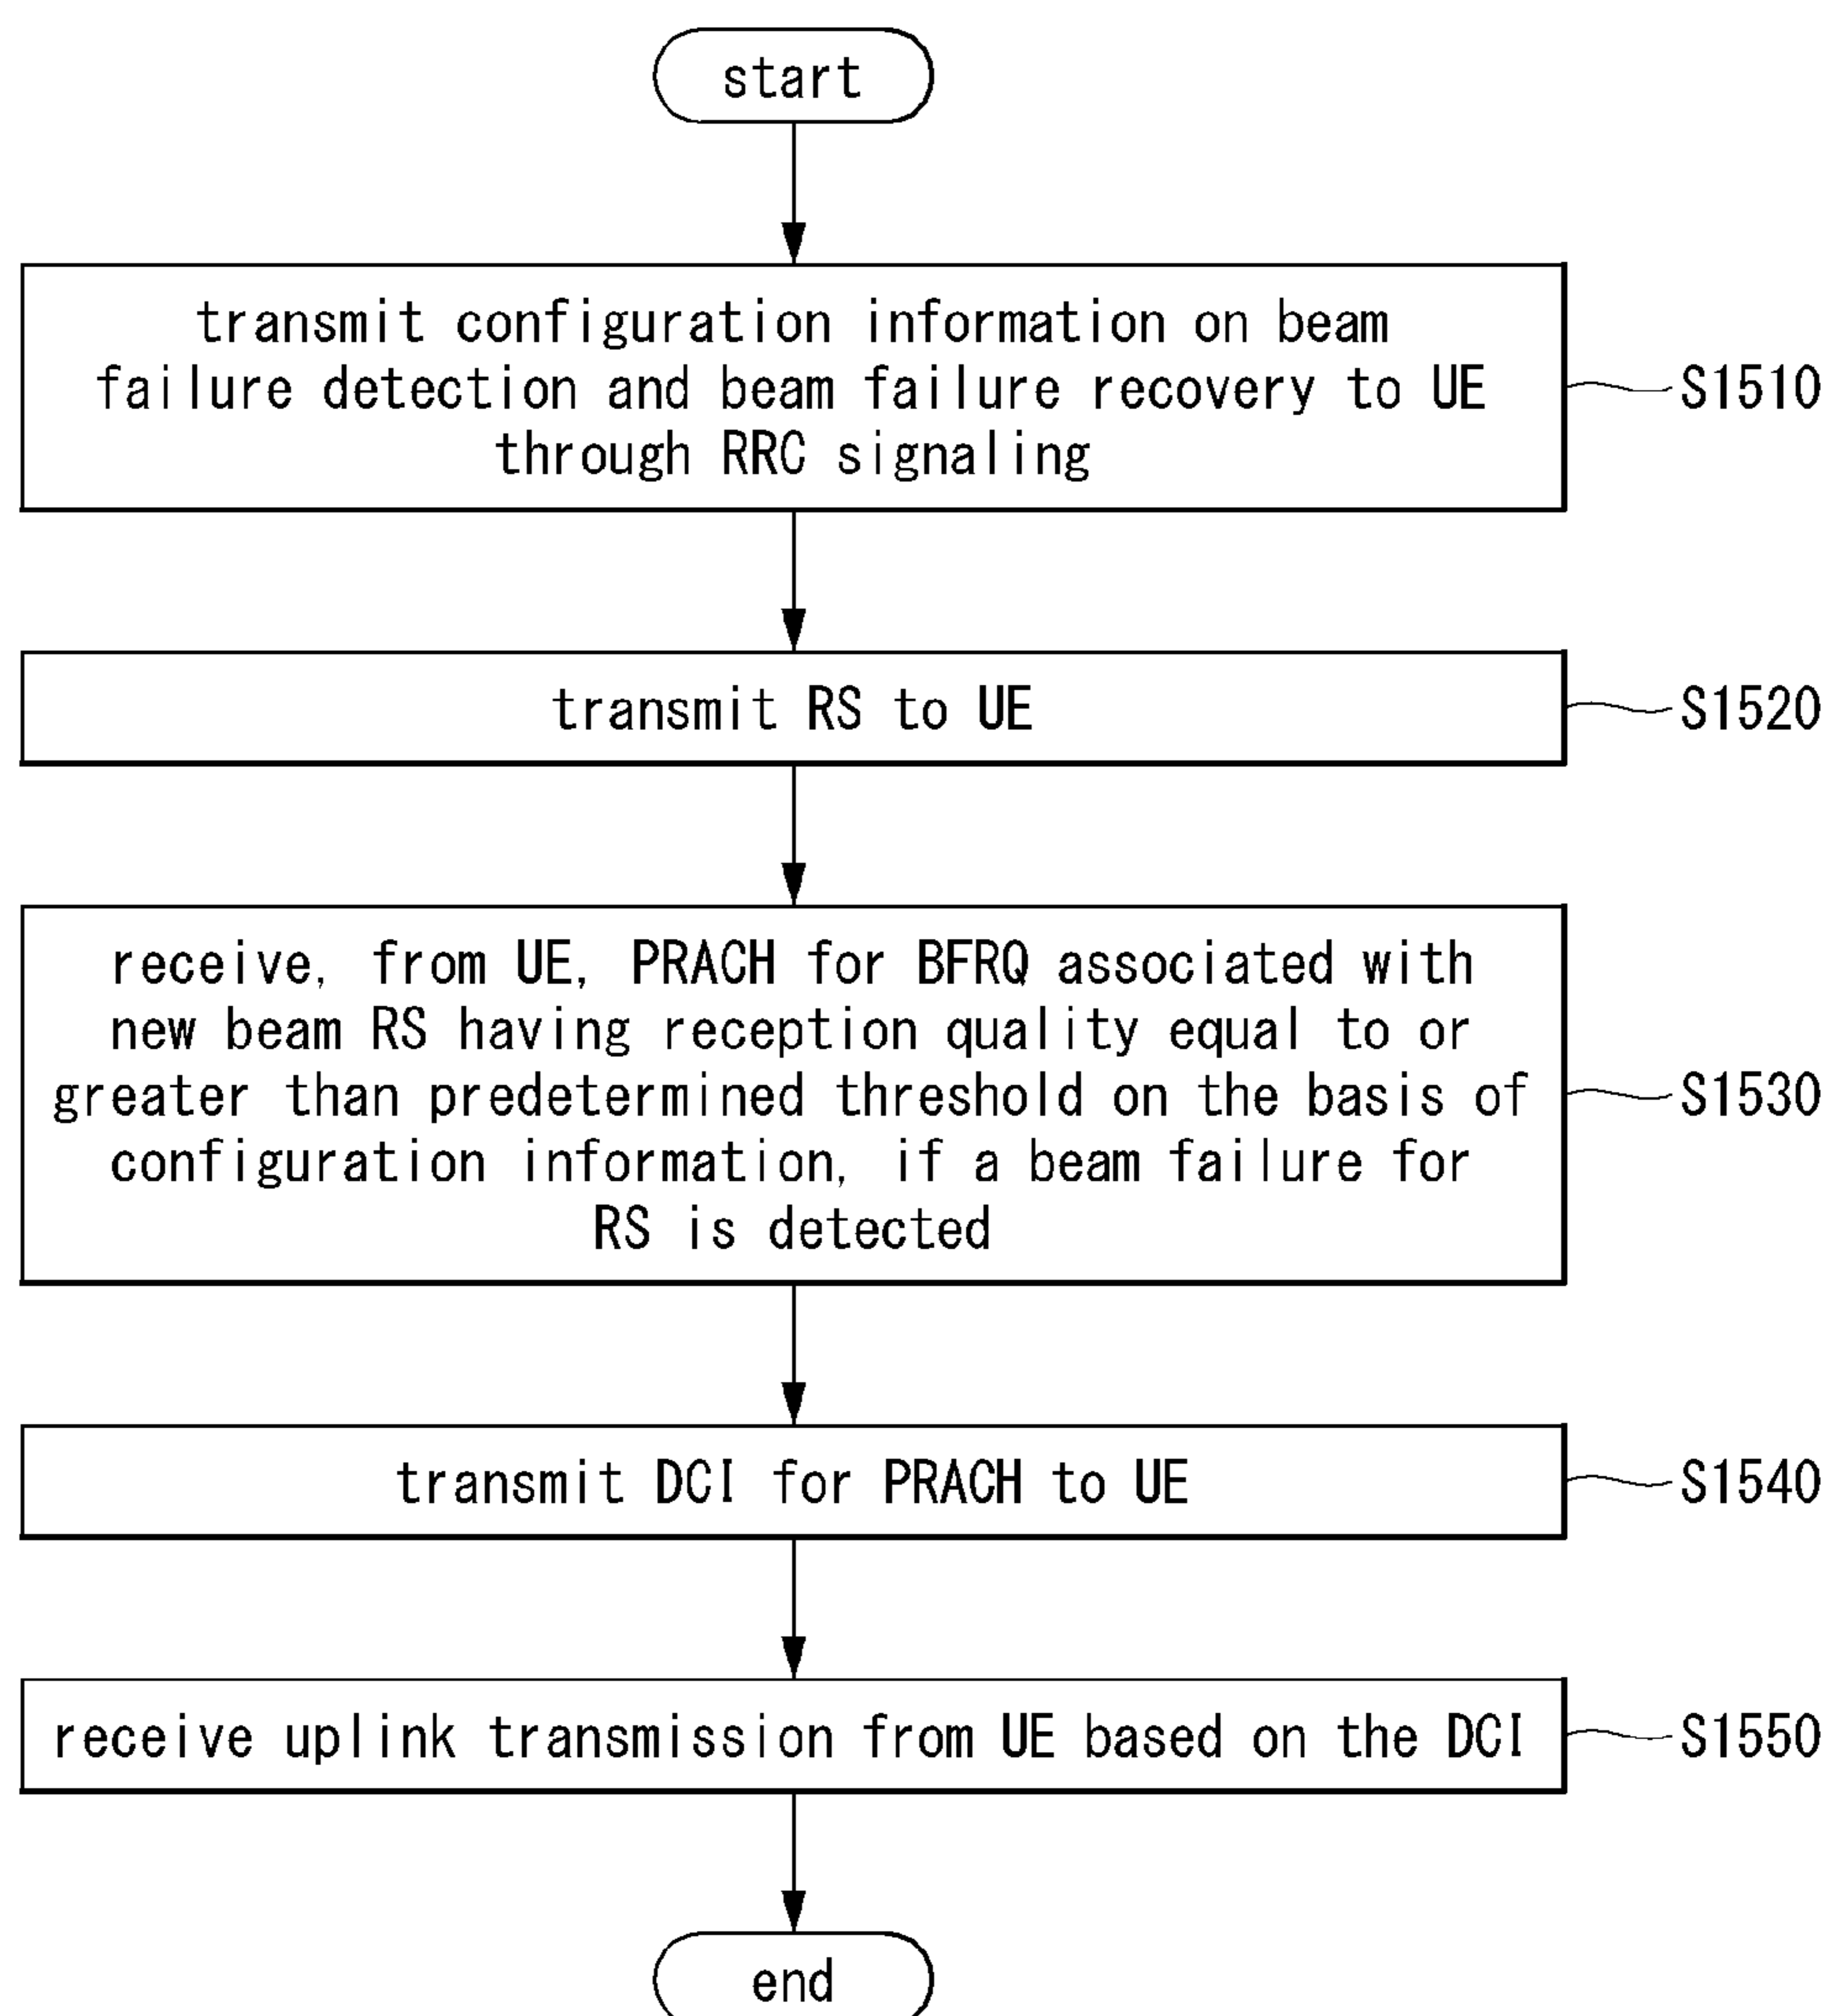 start
transmit configuration information on beam
failure detection and beam failure recovery to UE
through RRC signaling
S1510
transmit RS to UE
S1520
receive, from UE, PRACH for BFRQ associated with
new beam RS having reception quality equal to or
greater than predetermined threshold on the basis of
configuration information, if a beam failure for
RS is detected
S1530
transmit DCI for PRACH to UE
S1540
receive uplink transmission from UE based on the DCI
S1550
end